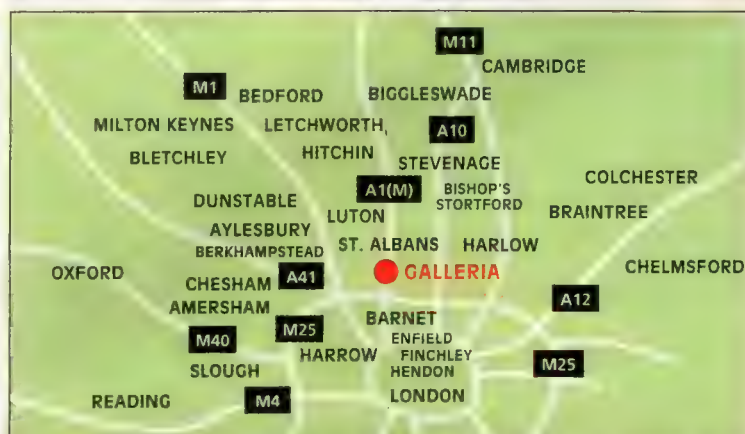 M11
CAMBRIDGE
M1
BEDFORD
BIGGLESWADE
MILTON KEYNES
LETCHWORTH,
HITCHIN
A10
BLETCHLEY
STEVENAGE
COLCHESTER
A1(M)
BISHOP'S
STORTFORD
DUNSTABLE
LUTON
BRAINTREE
AYLESBURY
BERKHAMPSTEAD
ST. ALBANS
HARLOW
OXFORD
CHESHAM
A41
GALLERIA
CHELMSFORD
AMERSHAM
A12
BARNET
M40
M25
HARROW
ENFIELD
FINCHLEY
HENDON
M25
SLOUGH
READING
M4
LONDON